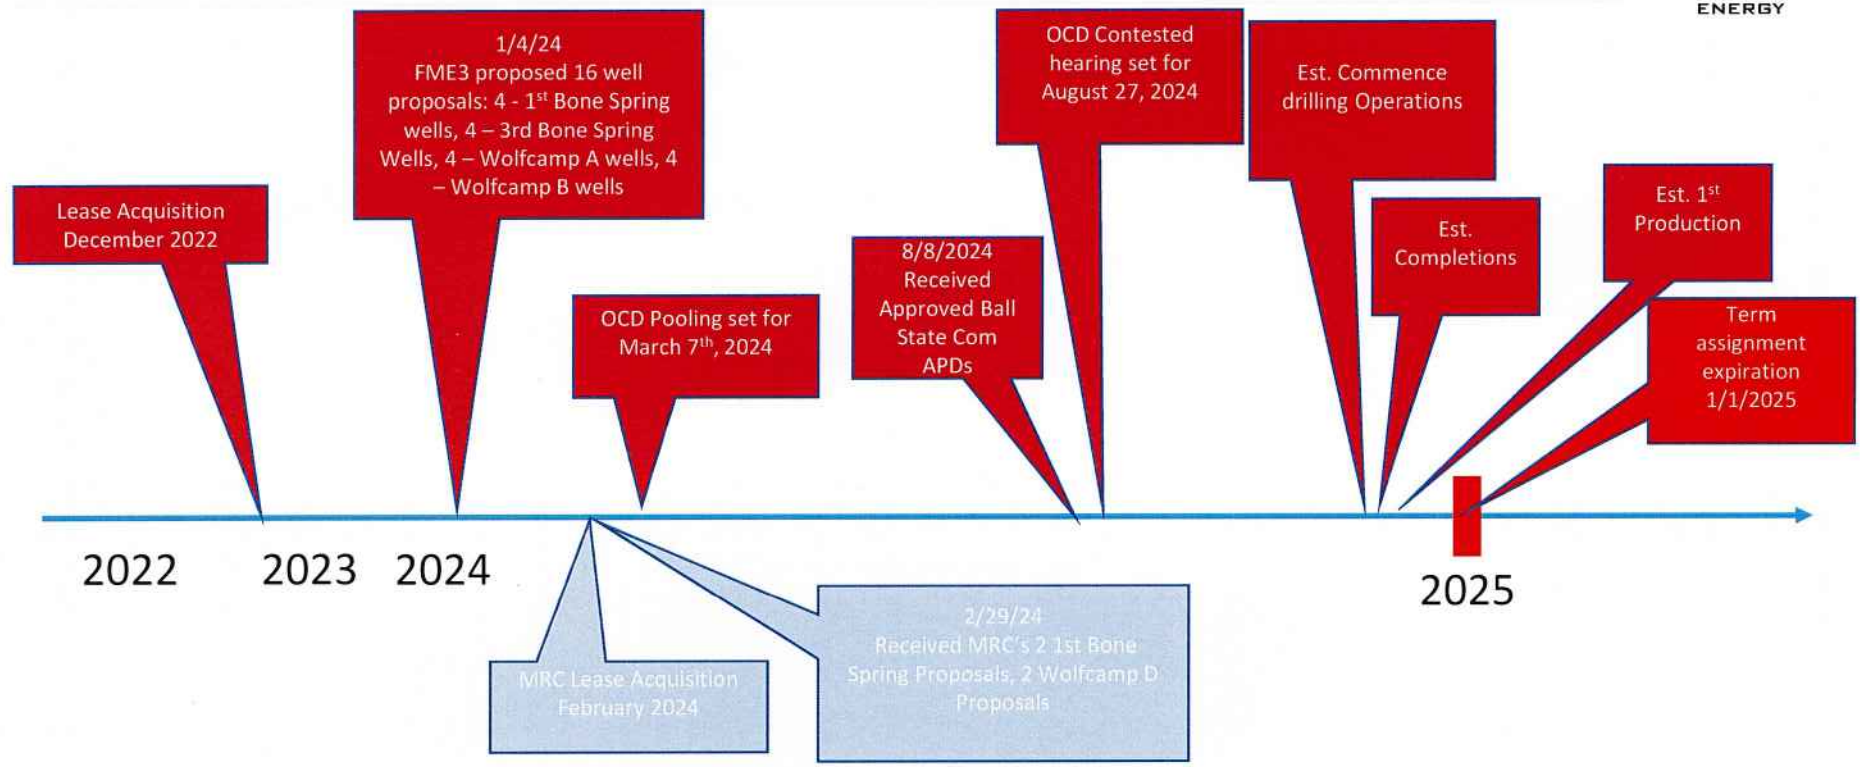 ENERGY
1/4/24
FME3 proposed 16 well
proposals: 4 - 1st Bone Spring
wells, 4 – 3rd Bone Spring
Wells, 4 – Wolfcamp A wells, 4
– Wolfcamp B wells
OCD Contested
hearing set for
August 27, 2024
Est. Commence
drilling Operations
Lease Acquisition
December 2022
Est. 1st
Production
Est.
Completions
8/8/2024
Received
Approved Ball
State Com
APDs
OCD Pooling set for
March 7th, 2024
Term
assignment
expiration
1/1/2025
2022
2023
2024
2025
2/29/24
Received MRC's 2 1st Bone
Spring Proposals, 2 Wolfcamp D
Proposals
MRC Lease Acquisition
February 2024